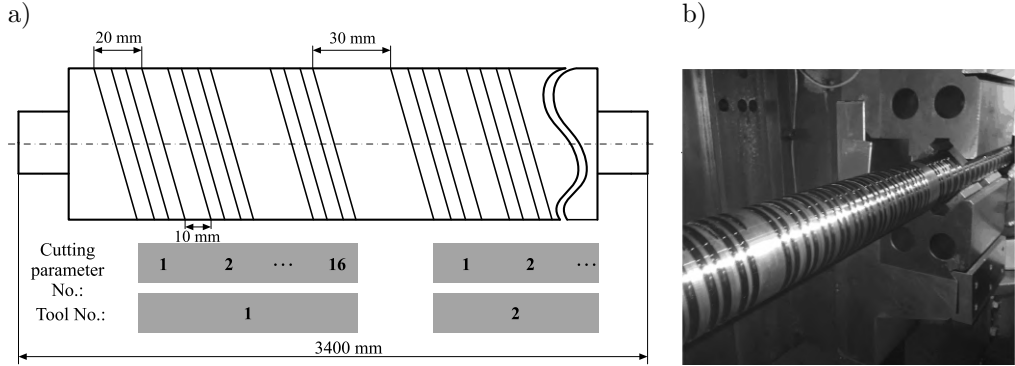 a)
b)
20 mm
30 mm
10 mm
Cutting
parameter
No.:
1 2 ··· 16
1 2 ···
Tool No.:
1
2
3400 mm